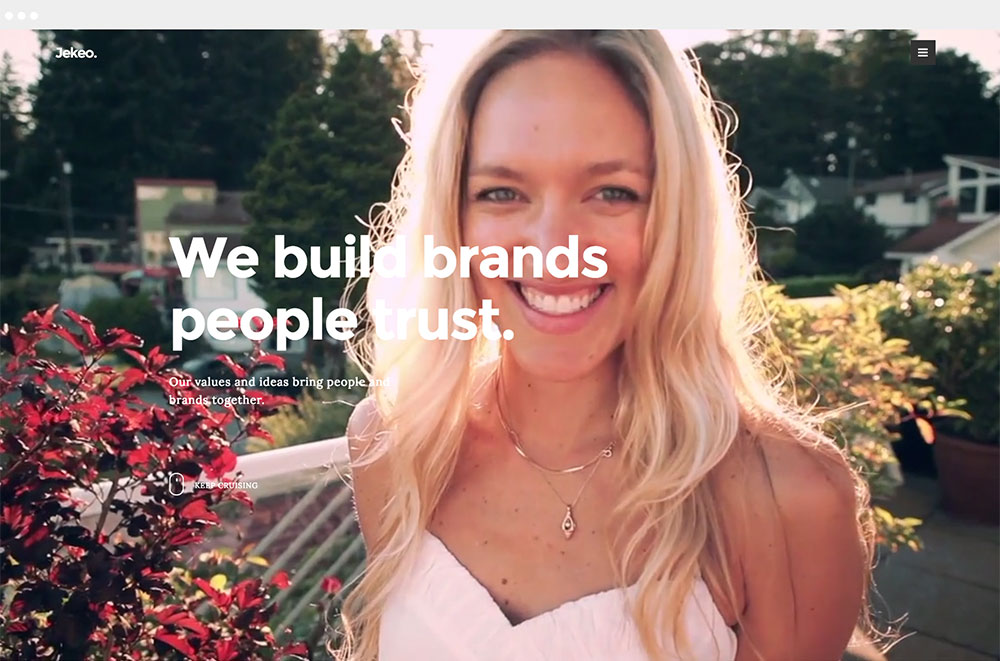 Jekeo.
We build brands
people trust.
Our values and ideas bring people and
brands together.
KEEP CRUISING